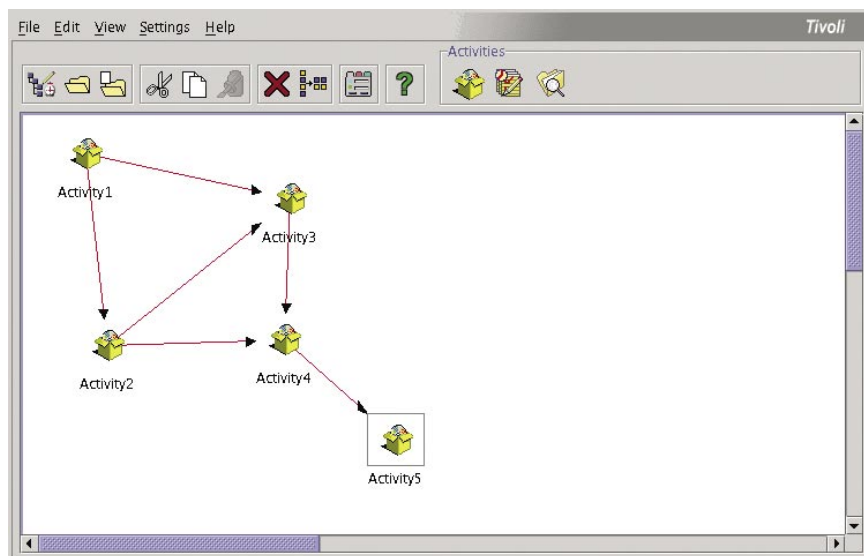 File Edit View Settings Help
Tivoli
Activities
Activity1
Activity3
Activity2
Activity4
Activity5